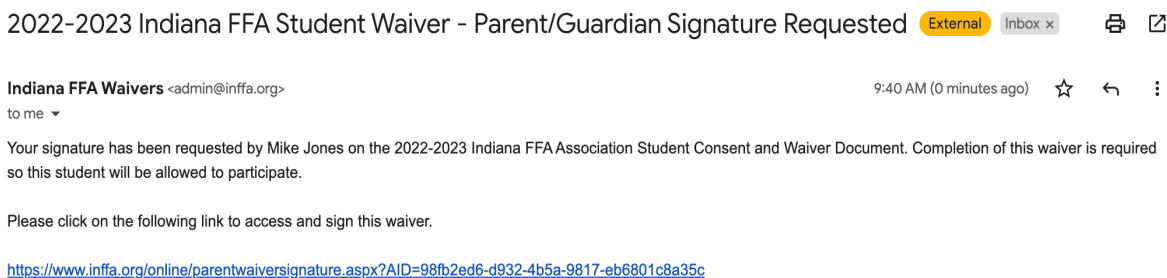 2022-2023 Indiana FFA Student Waiver - Parent/Guardian Signature Requested External Inbox ×
Indiana FFA Waivers <admin@inffa.org> 9:40 AM (0 minutes ago)
to me
Your signature has been requested by Mike Jones on the 2022-2023 Indiana FFA Association Student Consent and Waiver Document. Completion of this waiver is required
so this student will be allowed to participate.
Please click on the following link to access and sign this waiver.
https://www.inffa.org/online/parentwaiversignature.aspx?AID=98fb2ed6-d932-4b5a-9817-eb6801c8a35c